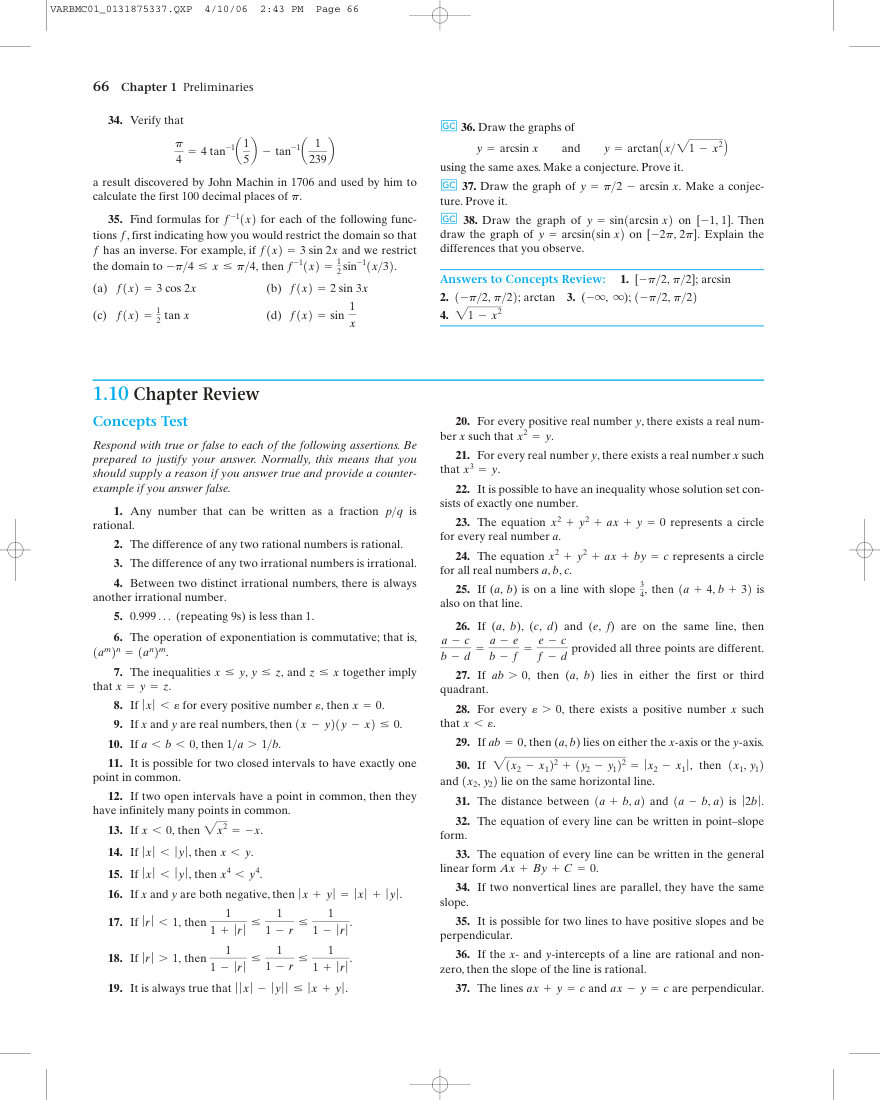 VARBMC01_0131875337.QXP 4/10/06 2:43 PM Page 66
66 Chapter 1 Preliminaries
34. Verify that
π/4 = 4 tan⁻¹(1/5) − tan⁻¹(1/239)
a result discovered by John Machin in 1706 and used by him to
calculate the first 100 decimal places of π.
35. Find formulas for f⁻¹(x) for each of the following func-
tions f, first indicating how you would restrict the domain so that
f has an inverse. For example, if f(x) = 3 sin 2x and we restrict
the domain to −π/4 ≤ x ≤ π/4, then f⁻¹(x) = ½ sin⁻¹(x/3).
(a) f(x) = 3 cos 2x (b) f(x) = 2 sin 3x
(c) f(x) = ½ tan x (d) f(x) = sin 1/x
GC 36. Draw the graphs of
y = arcsin x and y = arctan(x/√(1 − x²))
using the same axes. Make a conjecture. Prove it.
GC 37. Draw the graph of y = π/2 − arcsin x. Make a conjec-
ture. Prove it.
GC 38. Draw the graph of y = sin(arcsin x) on [−1, 1]. Then
draw the graph of y = arcsin(sin x) on [−2π, 2π]. Explain the
differences that you observe.
Answers to Concepts Review: 1. [−π/2, π/2]; arcsin
2. (−π/2, π/2); arctan 3. (−∞, ∞); (−π/2, π/2)
4. √(1 − x²)
1.10 Chapter Review
Concepts Test
Respond with true or false to each of the following assertions. Be
prepared to justify your answer. Normally, this means that you
should supply a reason if you answer true and provide a counter-
example if you answer false.
1. Any number that can be written as a fraction p/q is
rational.
2. The difference of any two rational numbers is rational.
3. The difference of any two irrational numbers is irrational.
4. Between two distinct irrational numbers, there is always
another irrational number.
5. 0.999 . . . (repeating 9s) is less than 1.
6. The operation of exponentiation is commutative; that is,
(aᵐ)ⁿ = (aⁿ)ᵐ.
7. The inequalities x ≤ y, y ≤ z, and z ≤ x together imply
that x = y = z.
8. If |x| < ε for every positive number ε, then x = 0.
9. If x and y are real numbers, then (x − y)(y − x) ≤ 0.
10. If a < b < 0, then 1/a > 1/b.
11. It is possible for two closed intervals to have exactly one
point in common.
12. If two open intervals have a point in common, then they
have infinitely many points in common.
13. If x < 0, then √x² = −x.
14. If |x| < |y|, then x < y.
15. If |x| < |y|, then x⁴ < y⁴.
16. If x and y are both negative, then |x + y| = |x| + |y|.
17. If |r| < 1, then 1/(1 + |r|) ≤ 1/(1 − r) ≤ 1/(1 − |r|).
18. If |r| > 1, then 1/(1 − |r|) ≤ 1/(1 − r) ≤ 1/(1 + |r|).
19. It is always true that ||x| − |y|| ≤ |x + y|.
20. For every positive real number y, there exists a real num-
ber x such that x² = y.
21. For every real number y, there exists a real number x such
that x³ = y.
22. It is possible to have an inequality whose solution set con-
sists of exactly one number.
23. The equation x² + y² + ax + y = 0 represents a circle
for every real number a.
24. The equation x² + y² + ax + by = c represents a circle
for all real numbers a, b, c.
25. If (a, b) is on a line with slope ¾, then (a + 4, b + 3) is
also on that line.
26. If (a, b), (c, d) and (e, f) are on the same line, then
(a − c)/(b − d) = (a − e)/(b − f) = (e − c)/(f − d) provided all three points are different.
27. If ab > 0, then (a, b) lies in either the first or third
quadrant.
28. For every ε > 0, there exists a positive number x such
that x < ε.
29. If ab = 0, then (a, b) lies on either the x-axis or the y-axis.
30. If √((x₂ − x₁)² + (y₂ − y₁)²) = |x₂ − x₁|, then (x₁, y₁)
and (x₂, y₂) lie on the same horizontal line.
31. The distance between (a + b, a) and (a − b, a) is |2b|.
32. The equation of every line can be written in point–slope
form.
33. The equation of every line can be written in the general
linear form Ax + By + C = 0.
34. If two nonvertical lines are parallel, they have the same
slope.
35. It is possible for two lines to have positive slopes and be
perpendicular.
36. If the x- and y-intercepts of a line are rational and non-
zero, then the slope of the line is rational.
37. The lines ax + y = c and ax − y = c are perpendicular.